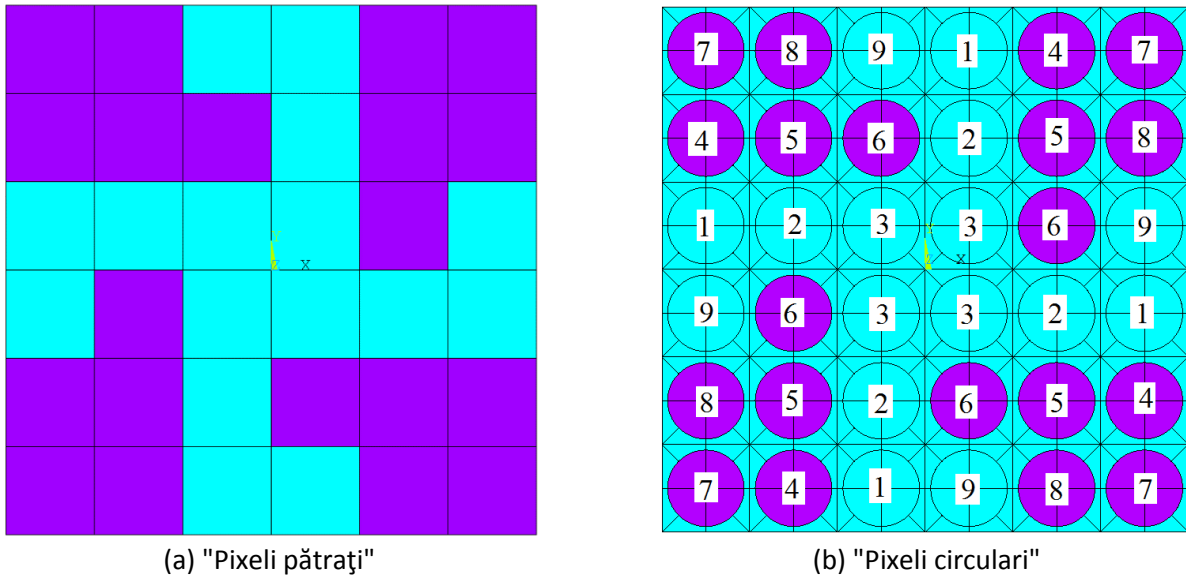 7 8 9 1 4 7
4 5 6 2 5 8
1 2 3 3 6 9
Y
X
X
9 6 3 3 2 1
8 5 2 6 5 4
7 4 1 9 8 7
(a) "Pixeli pătraţi"
(b) "Pixeli circulari"